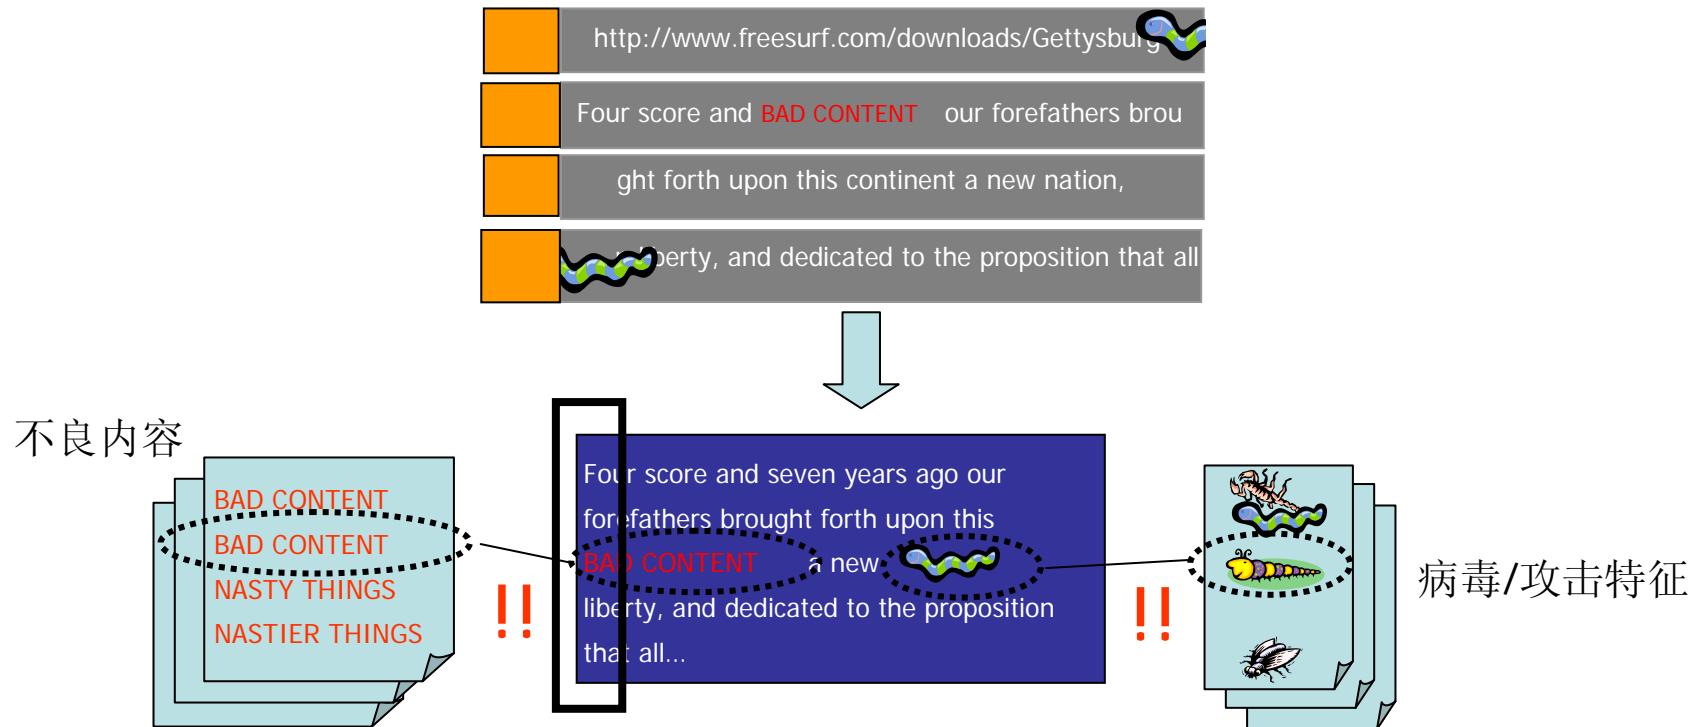 http://www.freesurf.com/downloads/Gettysburg
Four score and BAD CONTENT our forefathers brou
ght forth upon this continent a new nation,
liberty, and dedicated to the proposition that all
不良内容
BAD CONTENT
BAD CONTENT
NASTY THINGS
NASTIER THINGS
!!
Four score and seven years ago our
forefathers brought forth upon this
BAD CONTENT a new
liberty, and dedicated to the proposition
that all...
!!
病毒/攻击特征